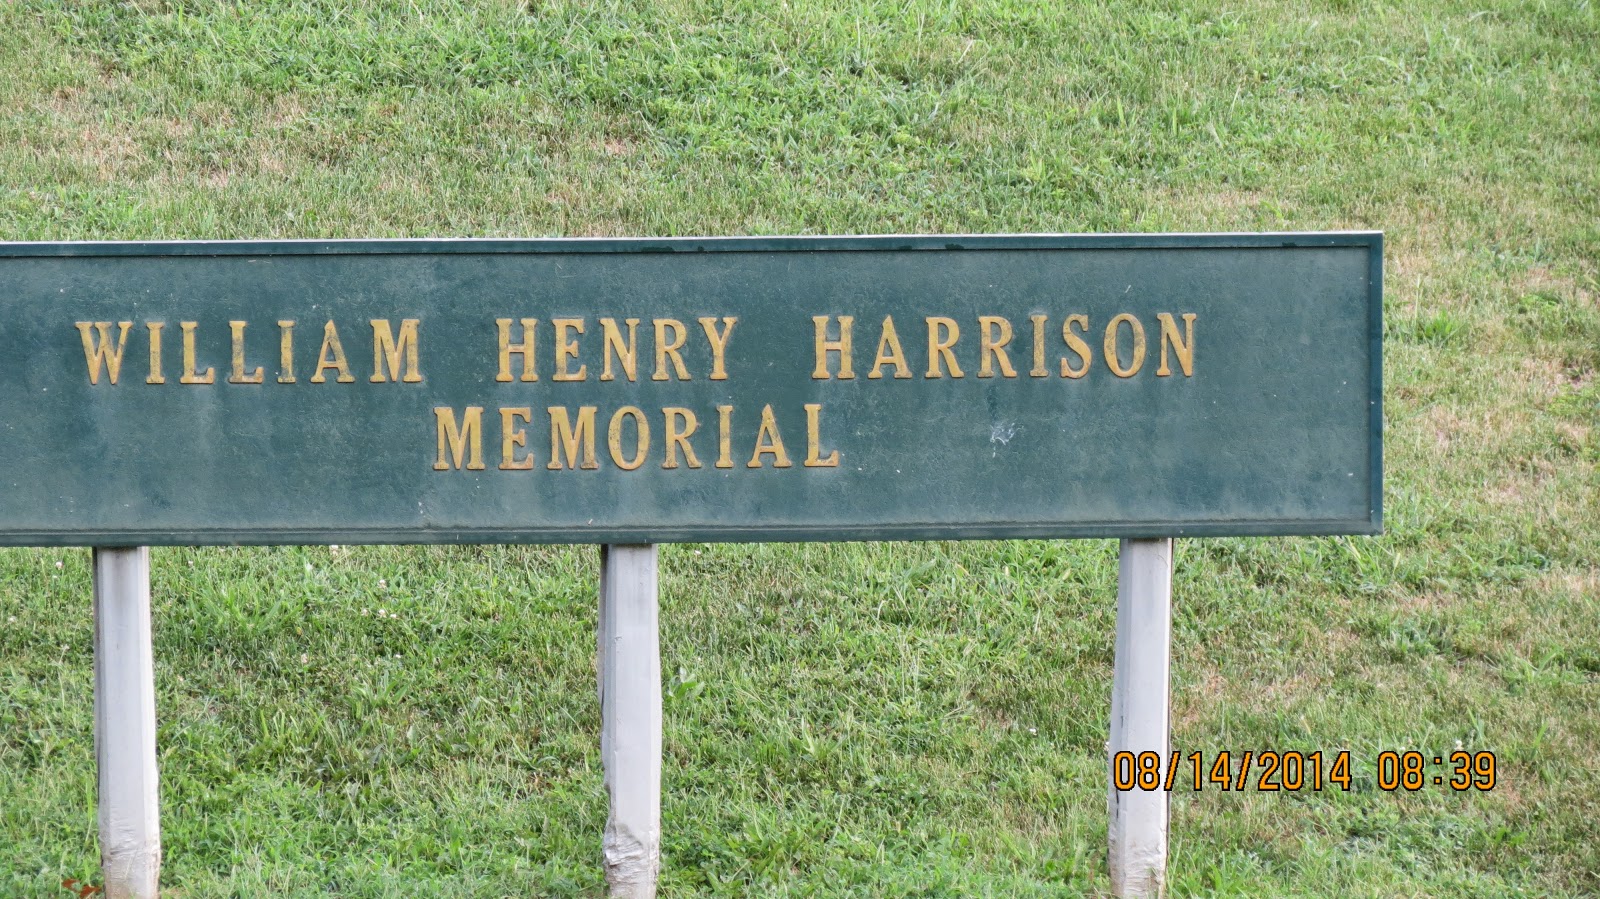 WILLIAM HENRY HARRISON
MEMORIAL
08/14/2014 08:39